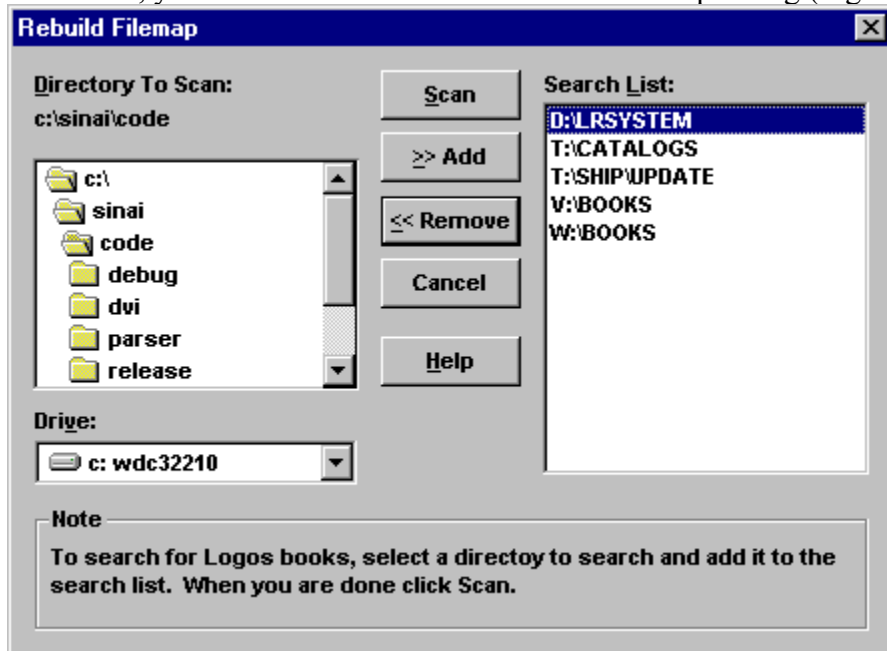 Rebuild Filemap
Directory To Scan:
c:\sinai\code
c:\
sinai
code
debug
dvi
parser
release
Drive:
c: wdc32210
Scan
>> Add
<< Remove
Cancel
Help
Search List:
D:\LRSYSTEM
T:\CATALOGS
T:\SHIP\UPDATE
V:\BOOKS
W:\BOOKS
Note
To search for Logos books, select a directoy to search and add it to the
search list.  When you are done click Scan.